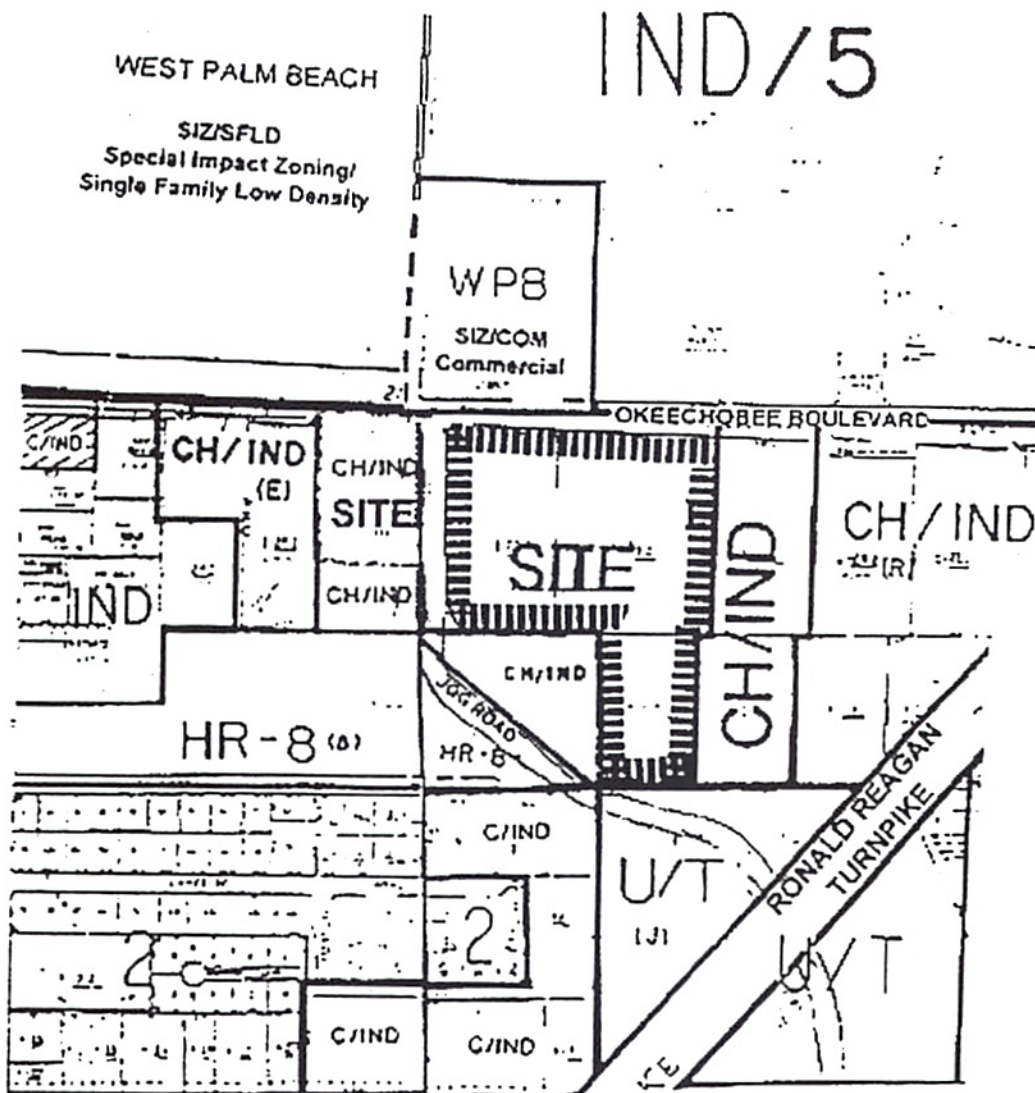 IND/5
WEST PALM BEACH
SIZ/SFLD
Special Impact Zoning/
Single Family Low Density
WPB
SIZ/COM
Commercial
OKEECHOBEE BOULEVARD
C/IND
CH/IND
(E)
CH/IND
SITE
CH/IND
SITE
CH/IND
CH/IND
(R)
IND
CH/IND
JOG ROAD
HR-8
HR-8
C/IND
U/T
(J)
RONALD REAGAN
TURNPIKE
2
2
U/T
C/IND
C/IND